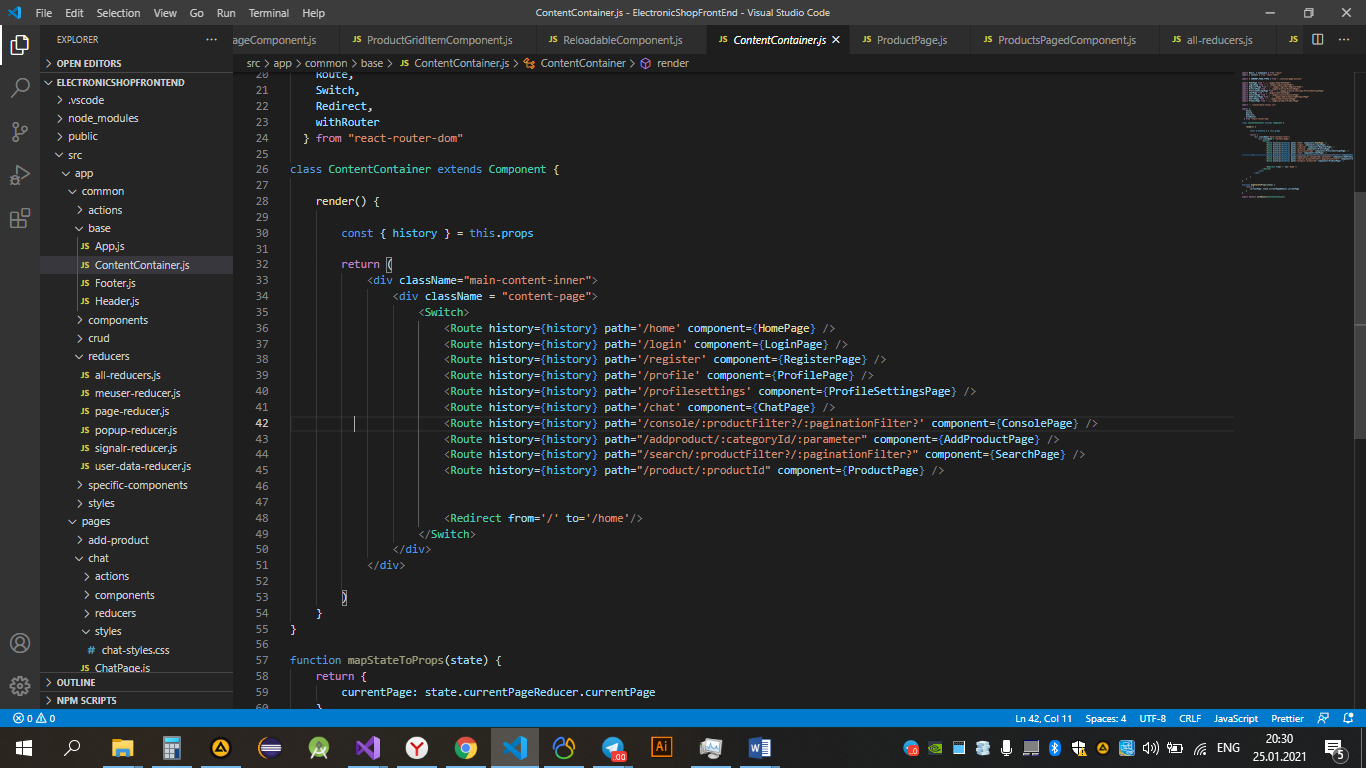 File Edit Selection View Go Run Terminal Help
ContentContainer.js - ElectronicShopFrontEnd - Visual Studio Code
EXPLORER
OPEN EDITORS
ELECTRONICSHOPFRONTEND
.vscode
node_modules
public
src
app
common
actions
base
JS App.js
JS ContentContainer.js
JS Footer.js
JS Header.js
components
crud
reducers
JS all-reducers.js
JS meuser-reducer.js
JS page-reducer.js
JS popup-reducer.js
JS signalr-reducer.js
JS user-data-reducer.js
specific-components
styles
pages
add-product
chat
actions
components
reducers
styles
# chat-styles.css
JS ChatPage.js
OUTLINE
NPM SCRIPTS
ageComponent.js JS ProductGridItemComponent.js JS ReloadableComponent.js JS ContentContainer.js JS ProductPage.js JS ProductsPagedComponent.js JS all-reducers.js JS
src > app > common > base > JS ContentContainer.js > ContentContainer > render
20 Route,
21 Switch,
22 Redirect,
23 withRouter
24 } from "react-router-dom"
25
26 class ContentContainer extends Component {
27
28 render() {
29
30 const { history } = this.props
31
32 return (
33 <div className="main-content-inner">
34 <div className = "content-page">
35 <Switch>
36 <Route history={history} path='/home' component={HomePage} />
37 <Route history={history} path='/login' component={LoginPage} />
38 <Route history={history} path='/register' component={RegisterPage} />
39 <Route history={history} path='/profile' component={ProfilePage} />
40 <Route history={history} path='/profilesettings' component={ProfileSettingsPage} />
41 <Route history={history} path='/chat' component={ChatPage} />
42 <Route history={history} path='/console/:productFilter?/:paginationFilter?' component={ConsolePage} />
43 <Route history={history} path="/addproduct/:categoryId/:parameter" component={AddProductPage} />
44 <Route history={history} path="/search/:productFilter?/:paginationFilter?" component={SearchPage} />
45 <Route history={history} path="/product/:productId" component={ProductPage} />
46
47
48 <Redirect from='/' to='/home'/>
49 </Switch>
50 </div>
51 </div>
52
53 )
54 }
55 }
56
57 function mapStateToProps(state) {
58 return {
59 currentPage: state.currentPageReducer.currentPage
60 }
0 0 Ln 42, Col 11 Spaces: 4 UTF-8 CRLF JavaScript Prettier
.00 Ai ENG 20:30
25.01.2021 5